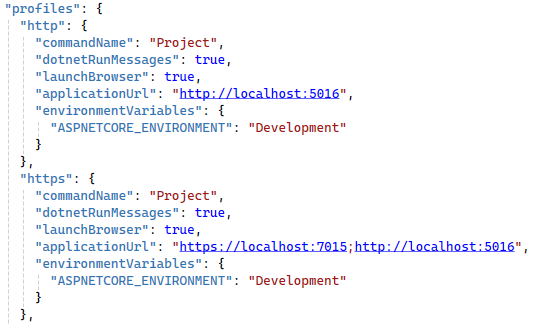 "profiles": {
  "http": {
    "commandName": "Project",
    "dotnetRunMessages": true,
    "launchBrowser": true,
    "applicationUrl": "http://localhost:5016",
    "environmentVariables": {
      "ASPNETCORE_ENVIRONMENT": "Development"
    }
  },
  "https": {
    "commandName": "Project",
    "dotnetRunMessages": true,
    "launchBrowser": true,
    "applicationUrl": "https://localhost:7015;http://localhost:5016",
    "environmentVariables": {
      "ASPNETCORE_ENVIRONMENT": "Development"
    }
  },